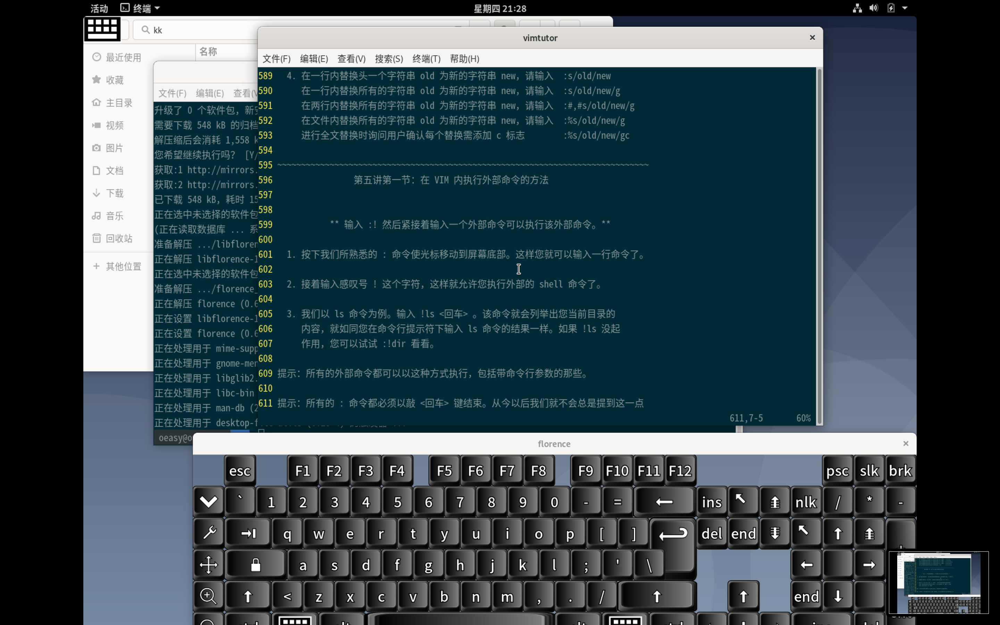 活动
终端
星期四 21:28
kk
名称
最近使用
收藏
主目录
视频
图片
文档
下载
音乐
回收站
其他位置
文件(F) 编辑(E) 查看(V
升级了 0 个软件包，新安
需要下载 548 kB 的归档
解压缩后会消耗 1,558 k
您希望继续执行吗？ [Y/
获取:1 http://mirrors.
获取:2 http://mirrors.
已下载 548 kB，耗时 15
正在选中未选择的软件包
(正在读取数据库 ... 系
准备解压 .../libfloren
正在解压 libflorence-1
正在选中未选择的软件包
准备解压 .../florence_
正在解压 florence (0.6
正在设置 libflorence-1
正在设置 florence (0.6
正在处理用于 mime-supp
正在处理用于 gnome-men
正在处理用于 libglib2.
正在处理用于 libc-bin
正在处理用于 man-db (2
正在处理用于 desktop-f
oeasy@o
vimtutor
文件(F) 编辑(E) 查看(V) 搜索(S) 终端(T) 帮助(H)
589 4. 在一行内替换头一个字符串 old 为新的字符串 new，请输入 :s/old/new
590 在一行内替换所有的字符串 old 为新的字符串 new，请输入 :s/old/new/g
591 在两行内替换所有的字符串 old 为新的字符串 new，请输入 :#,#s/old/new/g
592 在文件内替换所有的字符串 old 为新的字符串 new，请输入 :%s/old/new/g
593 进行全文替换时询问用户确认每个替换需添加 c 标志 :%s/old/new/gc
594
595 ~~~~~~~~~~~~~~~~~~~~~~~~~~~~~~~~~~~~~~~~~~~~~~~~~~~~~~~~~~~~~~~~~~~~~~~~~~~~~~
596 第五讲第一节：在 VIM 内执行外部命令的方法
597
598
599 ** 输入 :! 然后紧接着输入一个外部命令可以执行该外部命令。**
600
601 1. 按下我们所熟悉的 : 命令使光标移动到屏幕底部。这样您就可以输入一行命令了。
602
603 2. 接着输入感叹号 ! 这个字符，这样就允许您执行外部的 shell 命令了。
604
605 3. 我们以 ls 命令为例。输入 !ls <回车> 。该命令就会列举出您当前目录的
606 内容，就如同您在命令行提示符下输入 ls 命令的结果一样。如果 !ls 没起
607 作用，您可以试试 :!dir 看看。
608
609 提示：所有的外部命令都可以以这种方式执行，包括带命令行参数的那些。
610
611 提示：所有的 : 命令都必须以敲 <回车> 键结束。从今以后我们就不会总是提到这一点
611,7-5 60%
florence
esc F1 F2 F3 F4 F5 F6 F7 F8 F9 F10 F11 F12 psc slk brk
` 1 2 3 4 5 6 7 8 9 0 - = ← ins nlk / * -
q w e r t y u i o p [ ] del end ↑
a s d f g h j k l ; ' \ ← →
↑ < z x c v b n m , . / ↑ ↑ end ↓